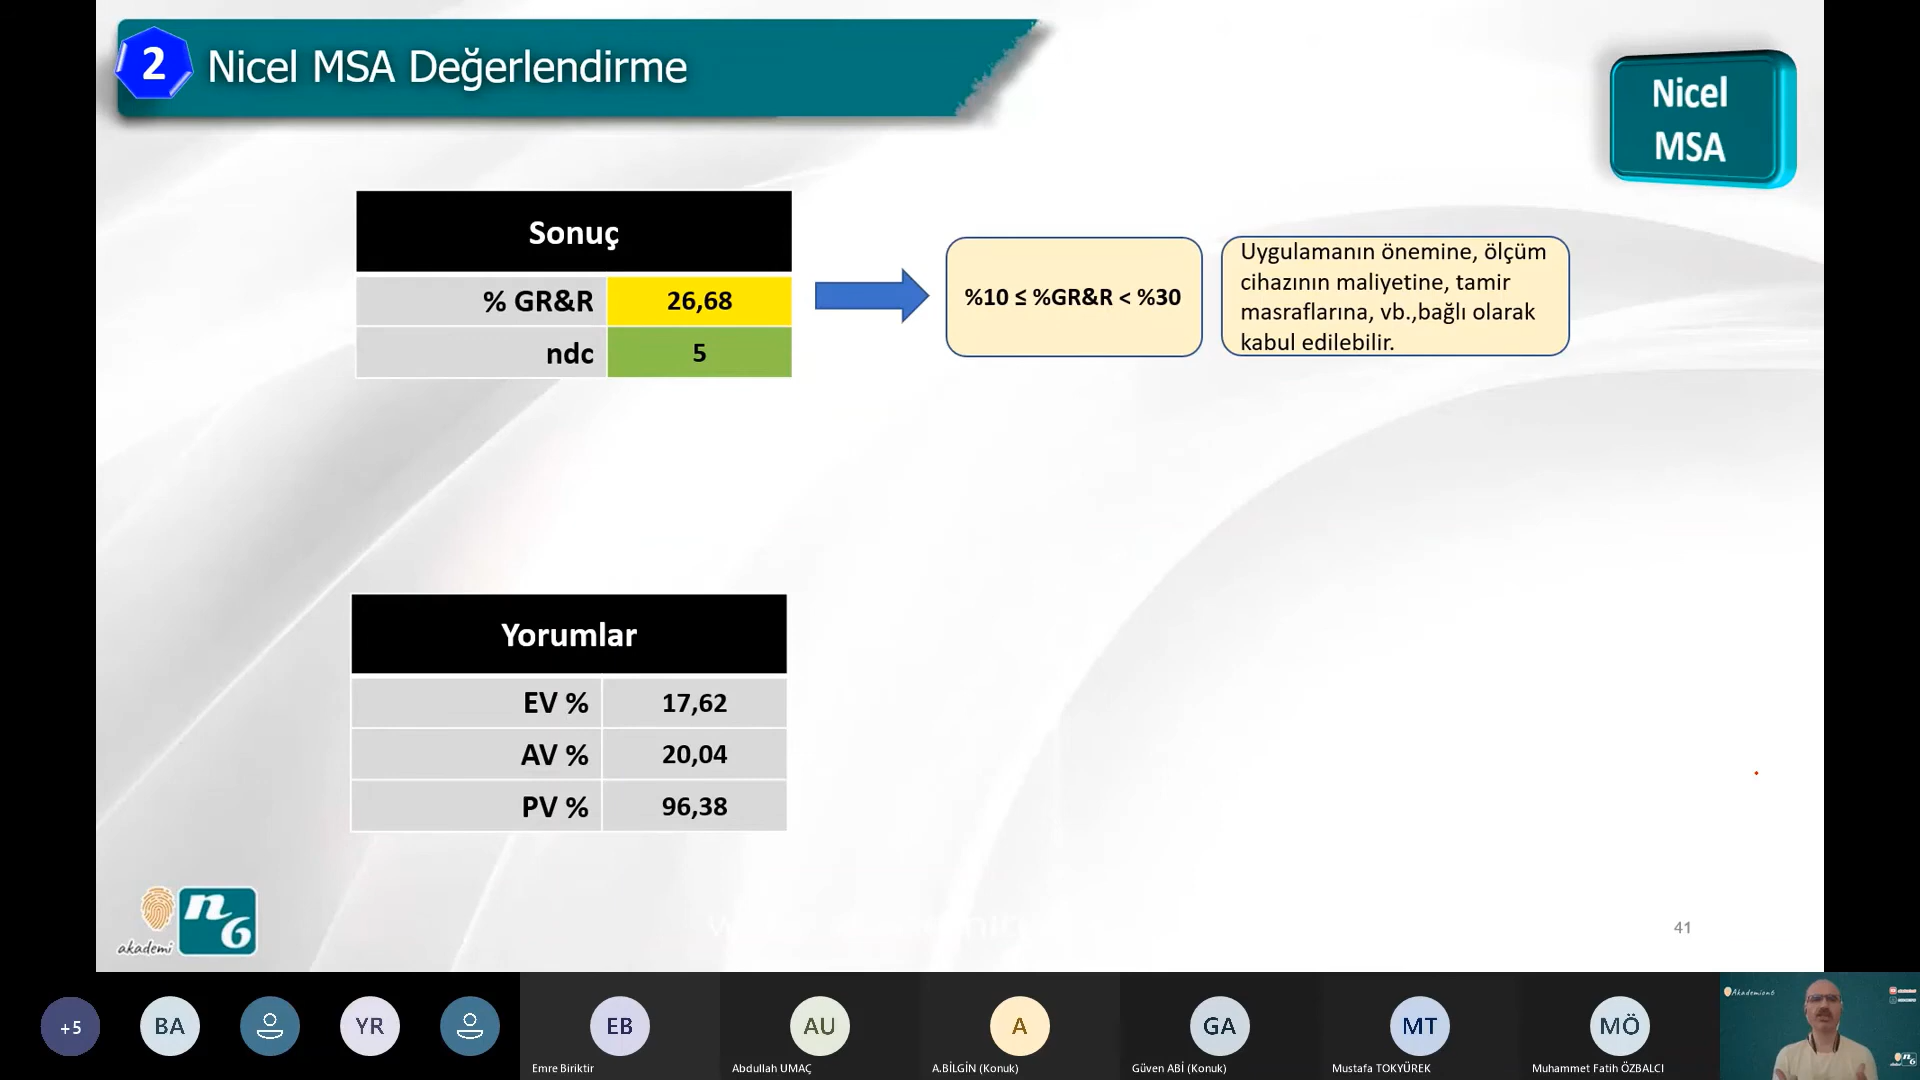 2
Nicel MSA Değerlendirme
Nicel
MSA
Sonuç
% GR&R 26,68
ndc 5
%10 ≤ %GR&R < %30
Uygulamanın önemine, ölçüm
cihazının maliyetine, tamir
masraflarına, vb.,bağlı olarak
kabul edilebilir.
Yorumlar
EV % 17,62
AV % 20,04
PV % 96,38
akademi
n6
41
+5
BA
YR
EB
AU
A
GA
MT
MÖ
Emre Biriktir
Abdullah UMAÇ
A.BİLGİN (Konuk)
Güven ABİ (Konuk)
Mustafa TOKYÜREK
Muhammet Fatih ÖZBALCI
Akademin6